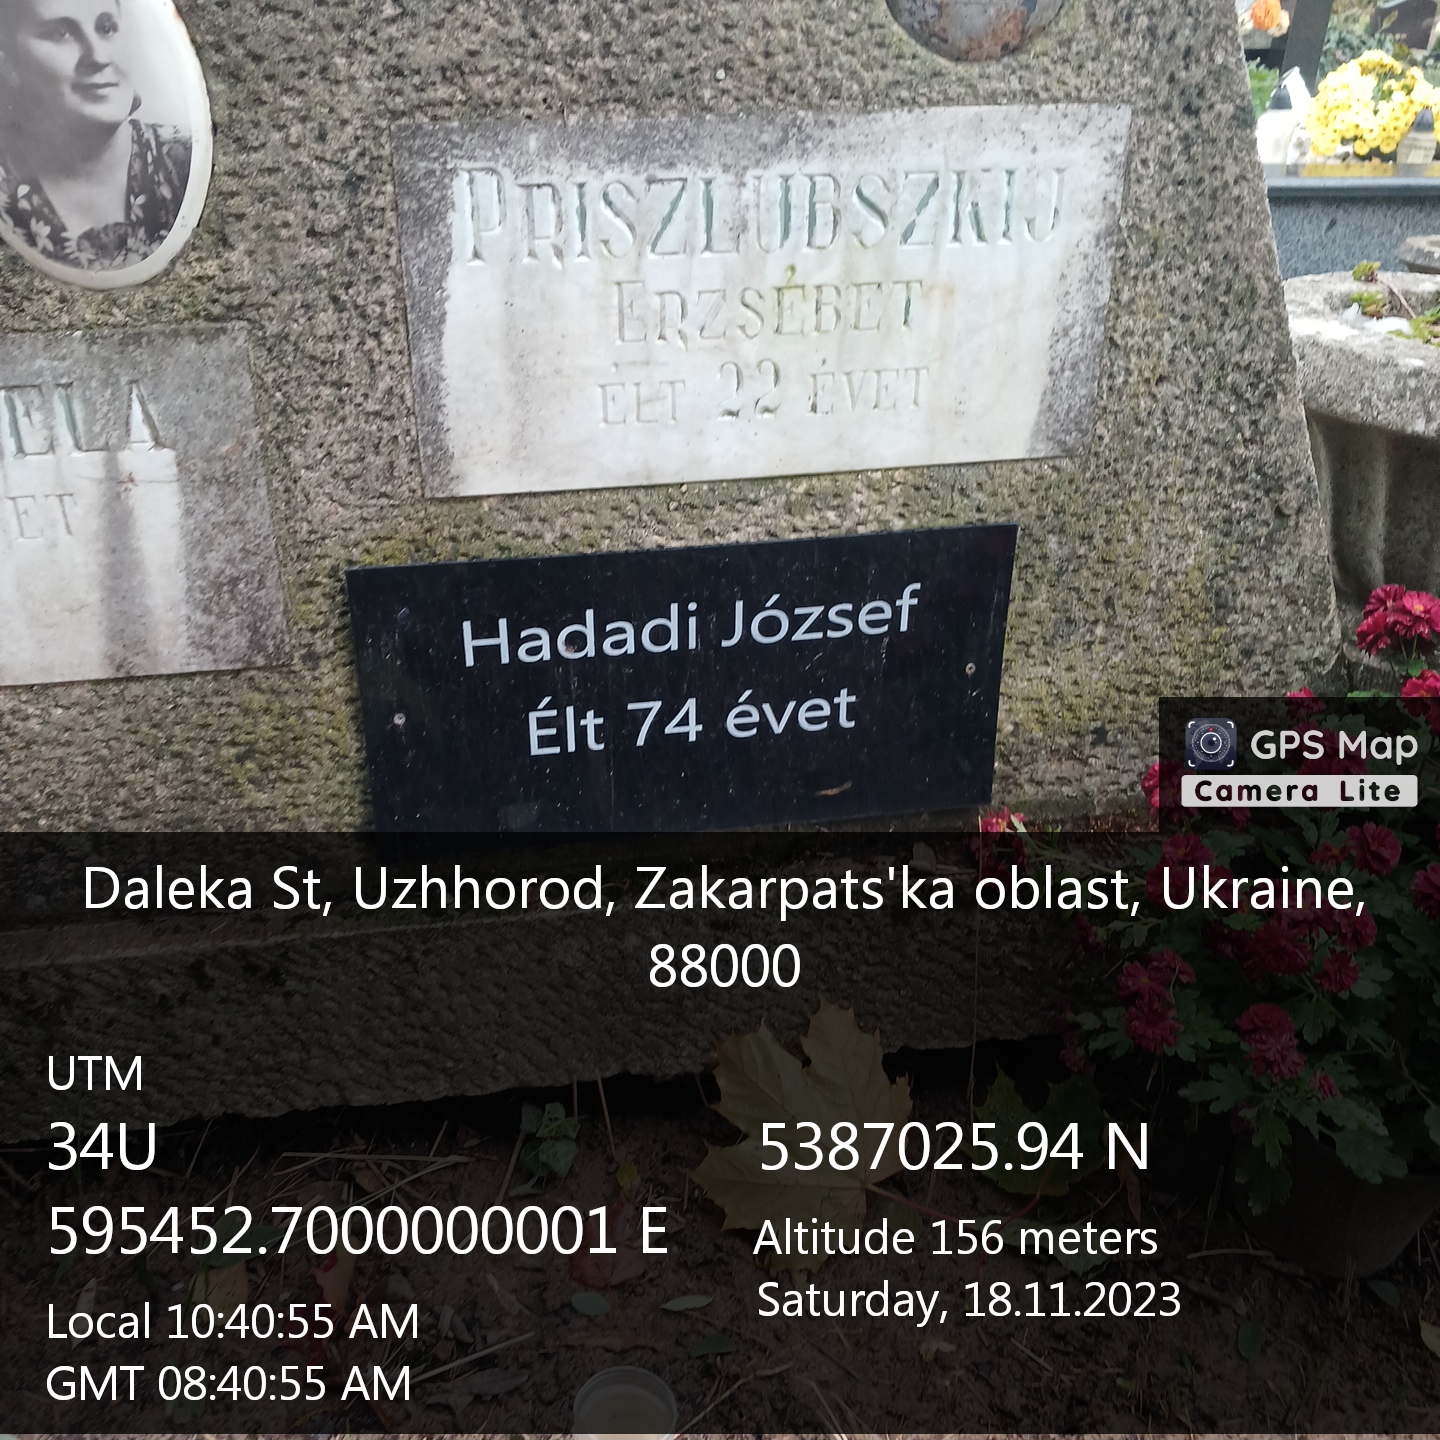 PRISZLUBSZKIJ
ERZSÉBET
ÉLT 22 ÉVET
Hadadi József
Élt 74 évet
GPS Map
Camera Lite
Daleka St, Uzhhorod, Zakarpats'ka oblast, Ukraine,
88000
UTM
34U
5387025.94 N
595452.7000000001 E
Altitude 156 meters
Saturday, 18.11.2023
Local 10:40:55 AM
GMT 08:40:55 AM